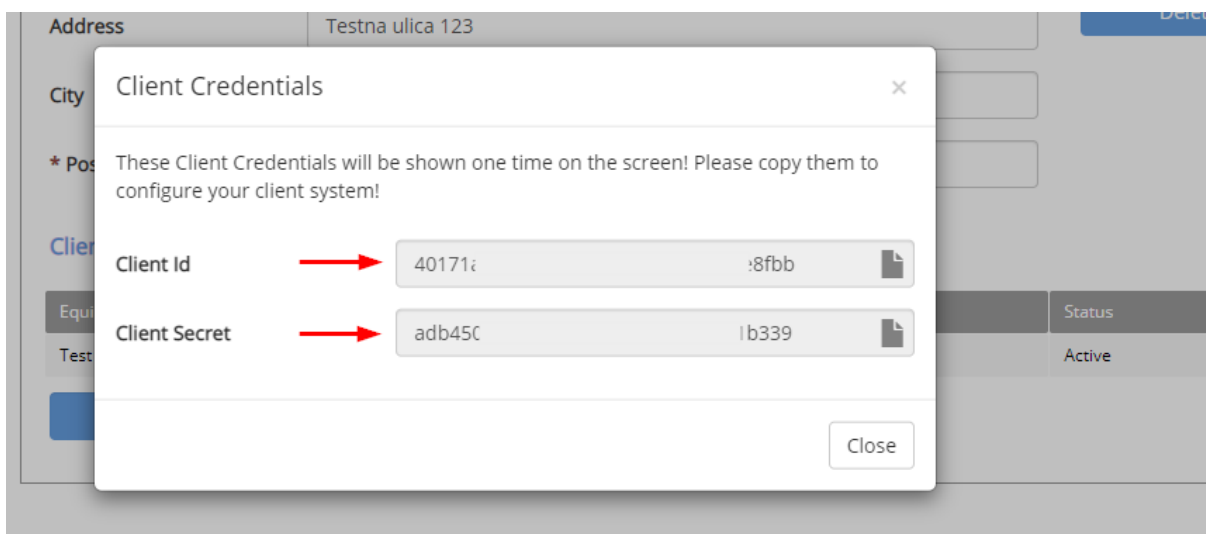 Address Testna ulica 123
Client Credentials ×
City
* Pos
These Client Credentials will be shown one time on the screen! Please copy them to
configure your client system!
Clier
Client Id 40171 8fbb
Equi Status
Client Secret adb450 b339
Test Active
Close